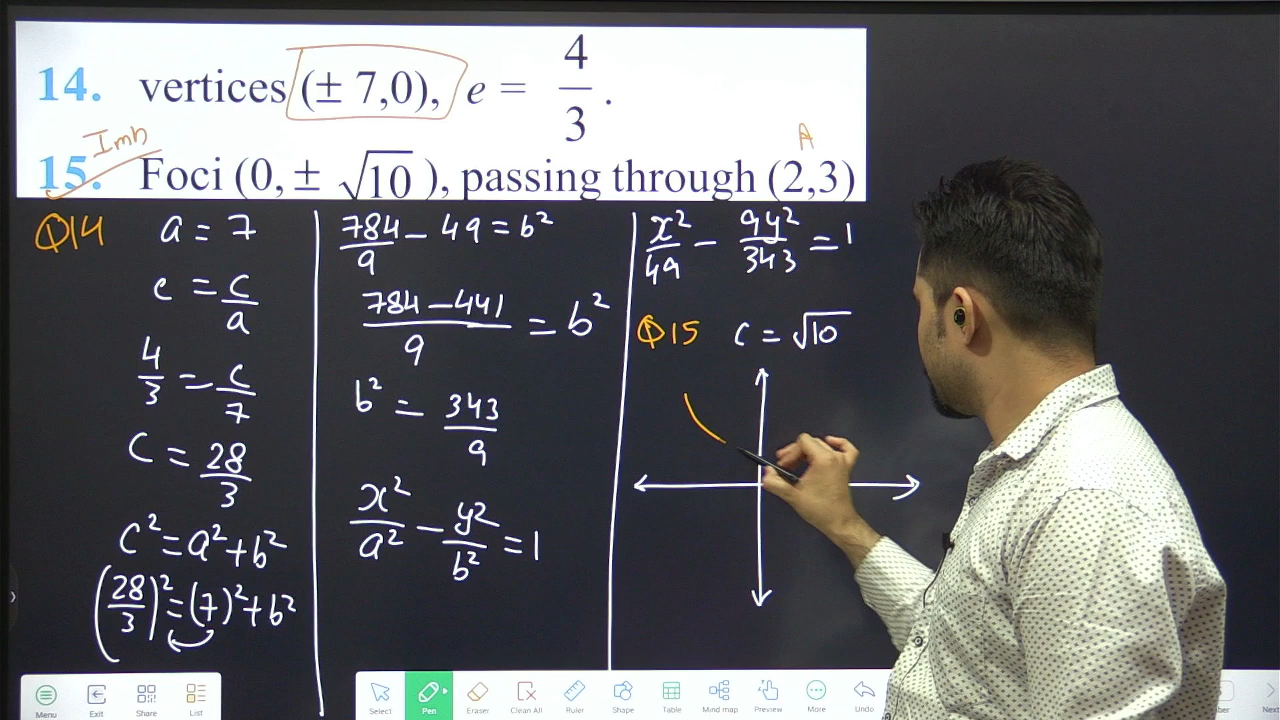 14. vertices (± 7,0), e = 4/3 .
Imp
A
15. Foci (0, ± √10 ), passing through (2,3)
Q14 a = 7
e = c/a
4/3 = c/7
C = 28/3
c² = a² + b²
(28/3)² = (7)² + b²
784/9 - 49 = b²
784 - 441/9 = b²
b² = 343/9
x²/a² - y²/b² = 1
x²/49 - 9y²/343 = 1
Q15 c = √10
Menu
Exit
Share
List
Select
Pen
Eraser
Clean All
Ruler
Shape
Table
Mind map
Preview
More
Undo
ber
Next